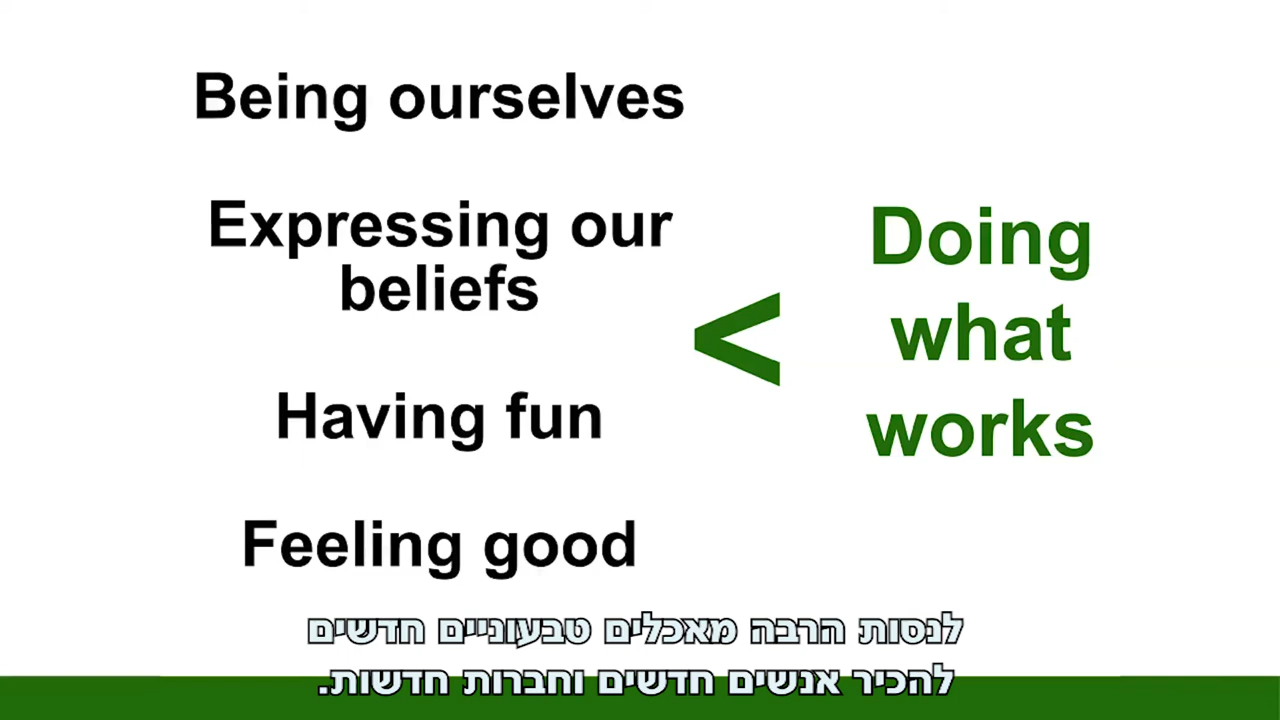 Being ourselves
Expressing our
beliefs
Having fun
Feeling good
<
Doing
what
works
לנסות הרבה מאכלים טבעוניים חדשים
להכיר אנשים חדשים וחברות חדשות.